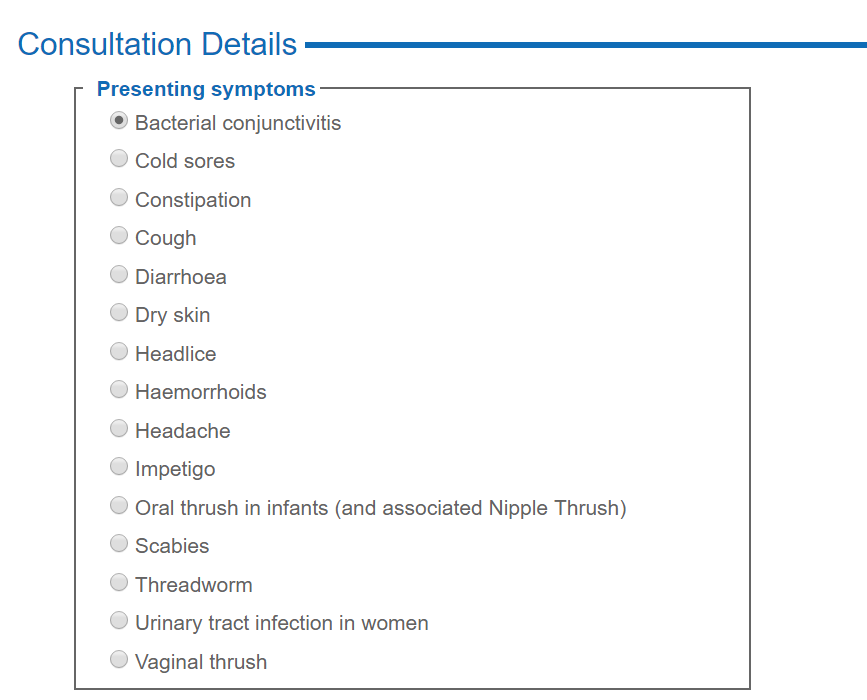 Consultation Details
Presenting symptoms
Bacterial conjunctivitis
Cold sores
Constipation
Cough
Diarrhoea
Dry skin
Headlice
Haemorrhoids
Headache
Impetigo
Oral thrush in infants (and associated Nipple Thrush)
Scabies
Threadworm
Urinary tract infection in women
Vaginal thrush